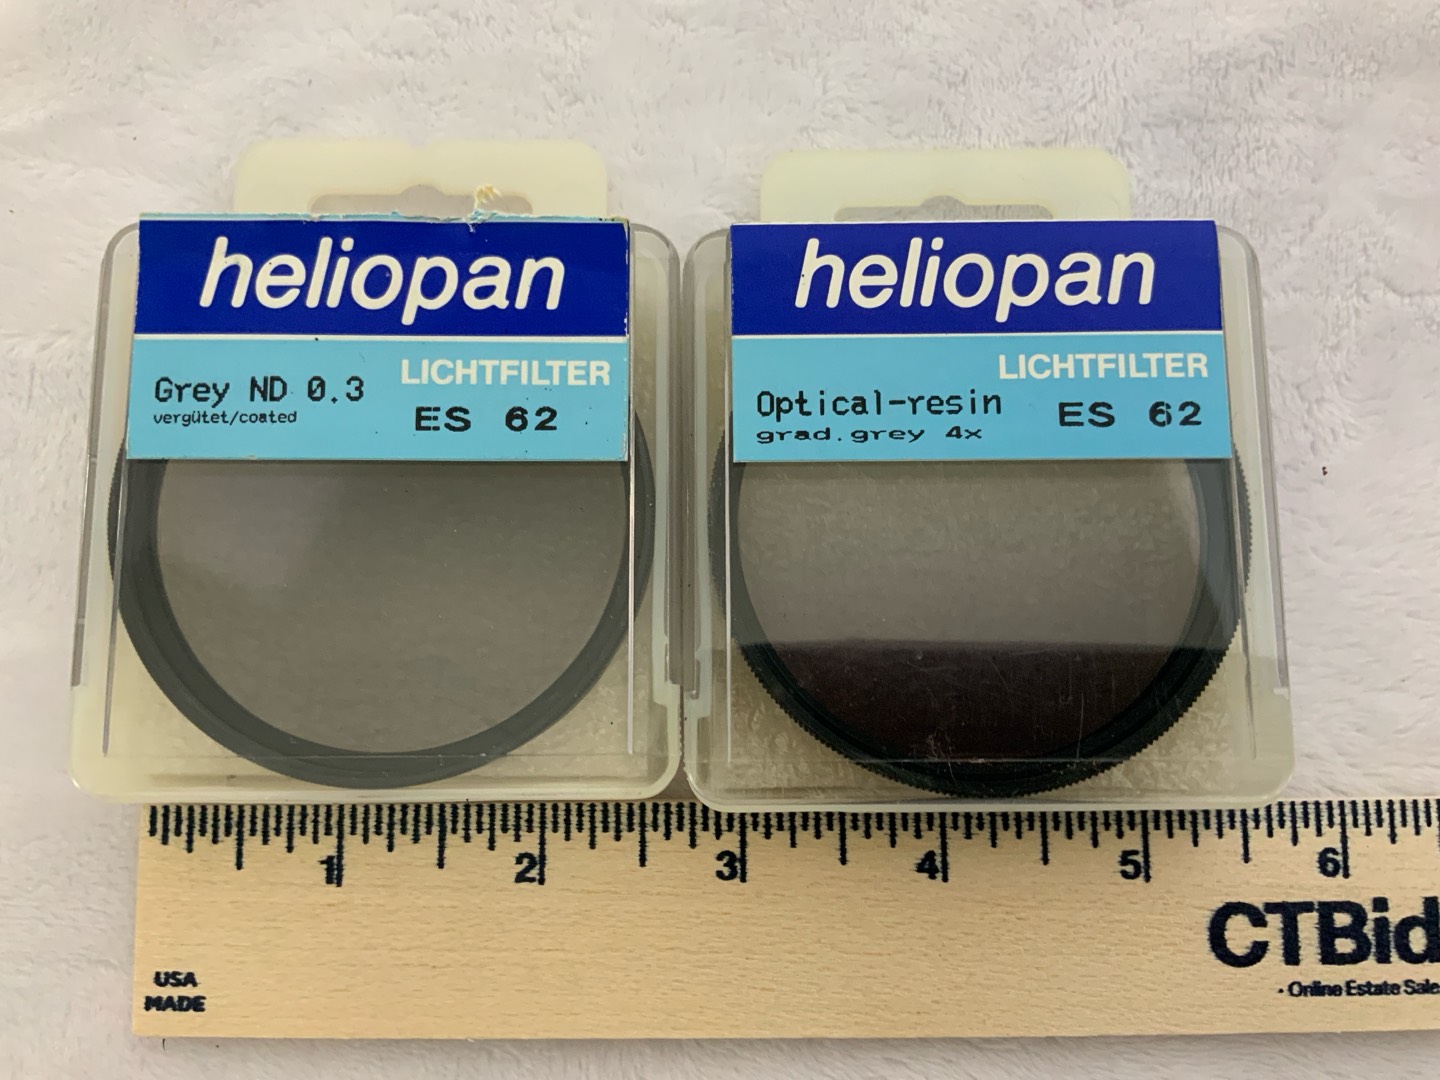 heliopan
LICHTFILTER
Grey ND 0.3
vergütet/coated
ES 62
heliopan
LICHTFILTER
Optical-resin
grad.grey 4x
ES 62
1 2 3 4 5 6
CTBid
· Online Estate Sale
USA
MADE